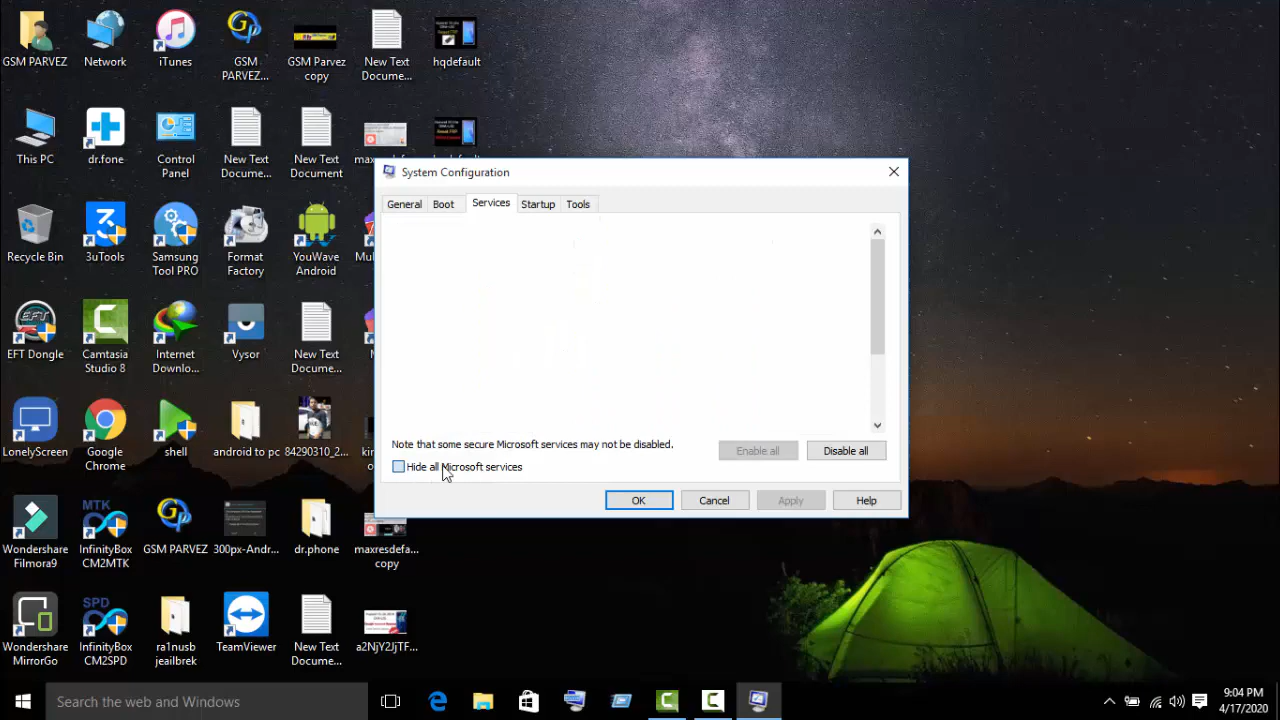 GSM PARVEZ
Network
iTunes
GSM
PARVEZ...
GSM Parvez
copy
New Text
Docume...
hqdefault
This PC
dr.fone
Control
Panel
New Text
Docume...
New Text
Document
Recycle Bin
3uTools
Samsung
Tool PRO
Format
Factory
YouWave
Android
EFT Dongle
Camtasia
Studio 8
Internet
Downlo...
Vysor
New Text
Docume...
LonelyScreen
Google
Chrome
shell
android to pc
84290310_2...
Wondershare
Filmora9
MTK
InfinityBox
CM2MTK
GSM PARVEZ
300px-Andr...
dr.phone
maxresdefa...
copy
Wondershare
MirrorGo
SPD
InfinityBox
CM2SPD
ra1nusb
jeailbrek
TeamViewer
New Text
Docume...
a2NjY2JjTF...
System Configuration
General
Boot
Services
Startup
Tools
Note that some secure Microsoft services may not be disabled.
Enable all
Disable all
Hide all Microsoft services
OK
Cancel
Apply
Help
Search the web and Windows
9:04 PM
4/17/2020